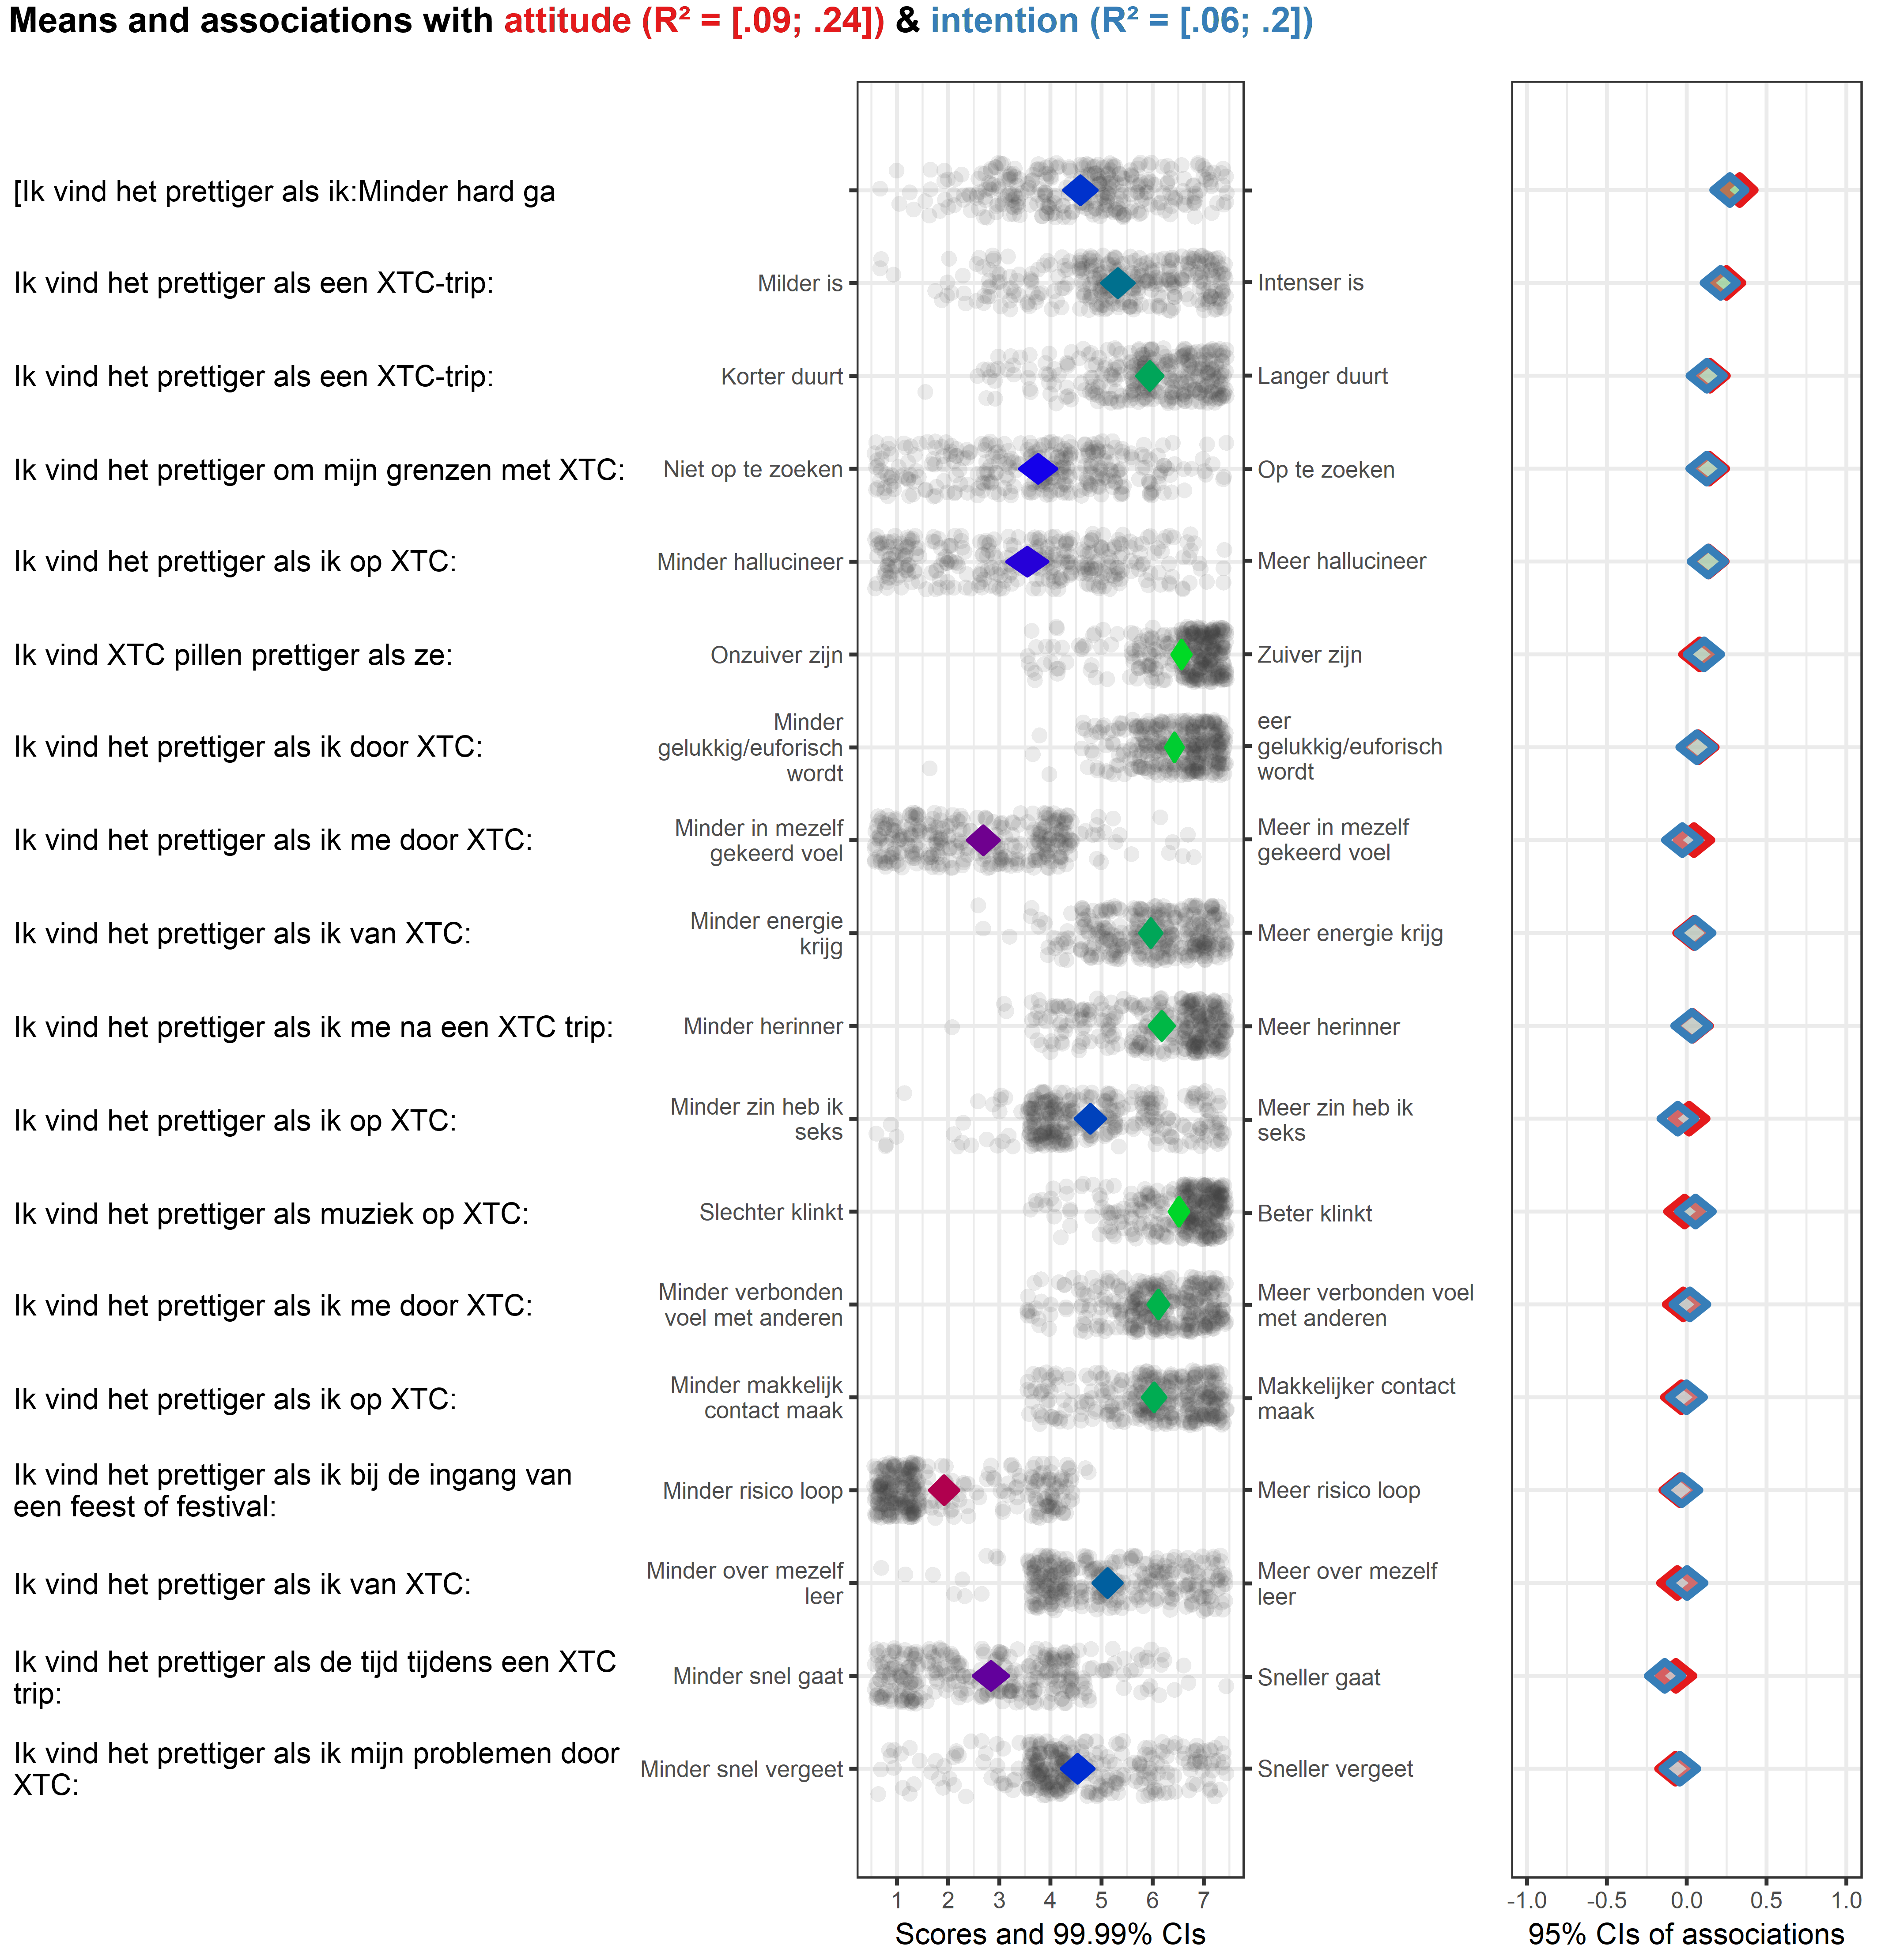 Means and associations with attitude (R² = [.09; .24]) & intention (R² = [.06; .2])
[Ik vind het prettiger als ik:Minder hard ga
Ik vind het prettiger als een XTC-trip:
Milder is
Intenser is
Ik vind het prettiger als een XTC-trip:
Korter duurt
Langer duurt
Ik vind het prettiger om mijn grenzen met XTC:
Niet op te zoeken
Op te zoeken
Ik vind het prettiger als ik op XTC:
Minder hallucineer
Meer hallucineer
Ik vind XTC pillen prettiger als ze:
Onzuiver zijn
Zuiver zijn
Ik vind het prettiger als ik door XTC:
Minder
gelukkig/euforisch
wordt
eer
gelukkig/euforisch
wordt
Ik vind het prettiger als ik me door XTC:
Minder in mezelf
gekeerd voel
Meer in mezelf
gekeerd voel
Ik vind het prettiger als ik van XTC:
Minder energie
krijg
Meer energie krijg
Ik vind het prettiger als ik me na een XTC trip:
Minder herinner
Meer herinner
Ik vind het prettiger als ik op XTC:
Minder zin heb ik
seks
Meer zin heb ik
seks
Ik vind het prettiger als muziek op XTC:
Slechter klinkt
Beter klinkt
Ik vind het prettiger als ik me door XTC:
Minder verbonden
voel met anderen
Meer verbonden voel
met anderen
Ik vind het prettiger als ik op XTC:
Minder makkelijk
contact maak
Makkelijker contact
maak
Ik vind het prettiger als ik bij de ingang van
een feest of festival:
Minder risico loop
Meer risico loop
Ik vind het prettiger als ik van XTC:
Minder over mezelf
leer
Meer over mezelf
leer
Ik vind het prettiger als de tijd tijdens een XTC
trip:
Minder snel gaat
Sneller gaat
Ik vind het prettiger als ik mijn problemen door
XTC:
Minder snel vergeet
Sneller vergeet
1 2 3 4 5 6 7
Scores and 99.99% CIs
-1.0 -0.5 0.0 0.5 1.0
95% CIs of associations